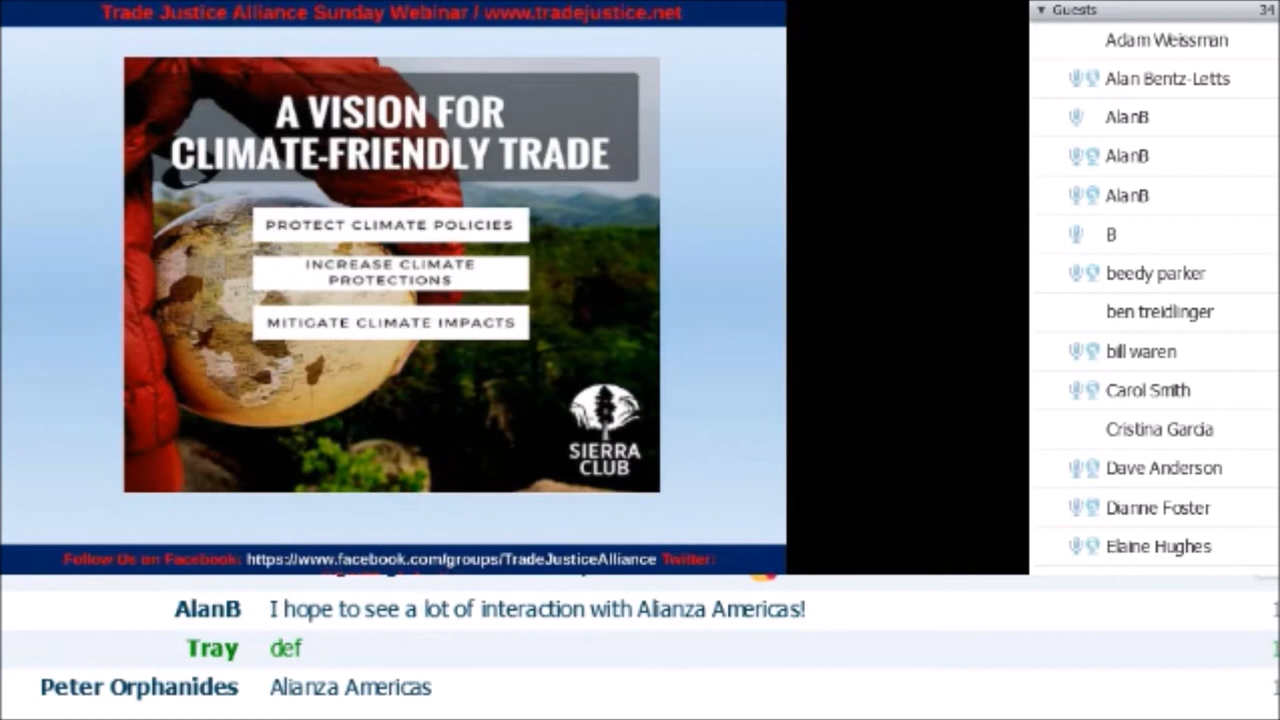 Trade Justice Alliance Sunday Webinar / www.tradejustice.net
A VISION FOR
CLIMATE-FRIENDLY TRADE
PROTECT CLIMATE POLICIES
INCREASE CLIMATE
PROTECTIONS
MITIGATE CLIMATE IMPACTS
SIERRA
CLUB
Follow Us on Facebook: https://www.facebook.com/groups/TradeJusticeAlliance Twitter:
Guests 34
Adam Weissman
Alan Bentz-Letts
AlanB
AlanB
AlanB
B
beedy parker
ben treidlinger
bill waren
Carol Smith
Cristina Garcia
Dave Anderson
Dianne Foster
Elaine Hughes
AlanB I hope to see a lot of interaction with Alianza Americas!
Tray def
Peter Orphanides Alianza Americas